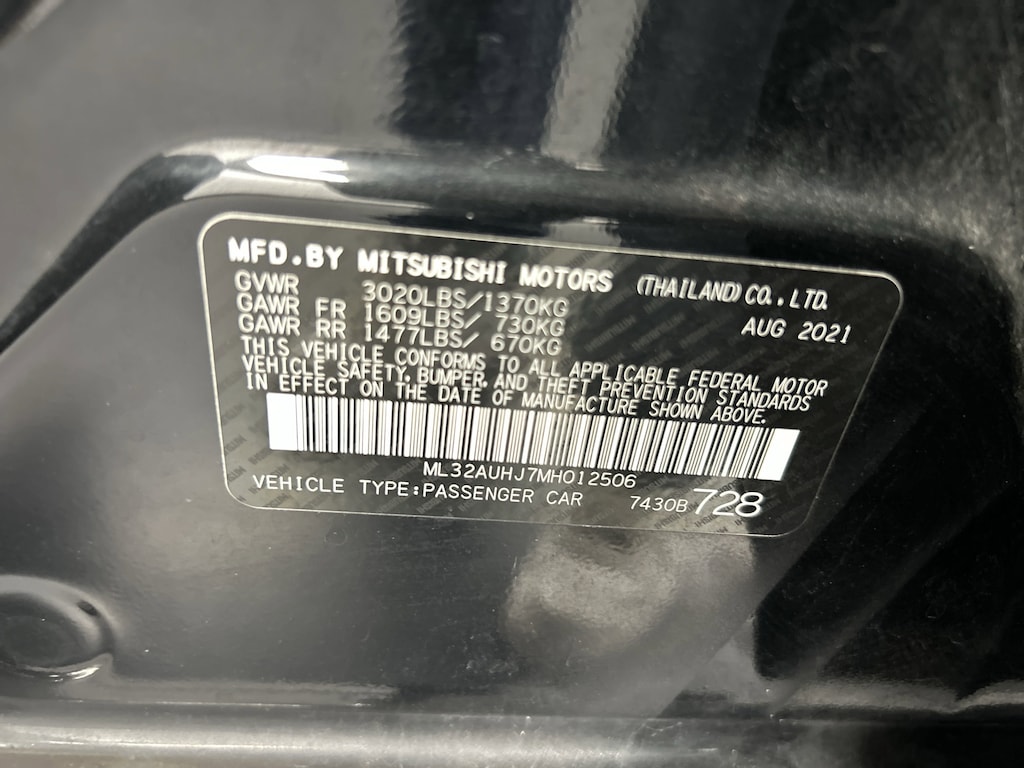 MFD.BY MITSUBISHI MOTORS (THAILAND) CO.,LTD.
GVWR 3020LBS/1370KG AUG 2021
GAWR FR 1609LBS/ 730KG
GAWR RR 1477LBS/ 670KG
THIS VEHICLE CONFORMS TO ALL APPLICABLE FEDERAL MOTOR
VEHICLE SAFETY, BUMPER, AND THEFT PREVENTION STANDARDS
IN EFFECT ON THE DATE OF MANUFACTURE SHOWN ABOVE.
ML32AUHJ7MH012506
VEHICLE TYPE:PASSENGER CAR 7430B 728